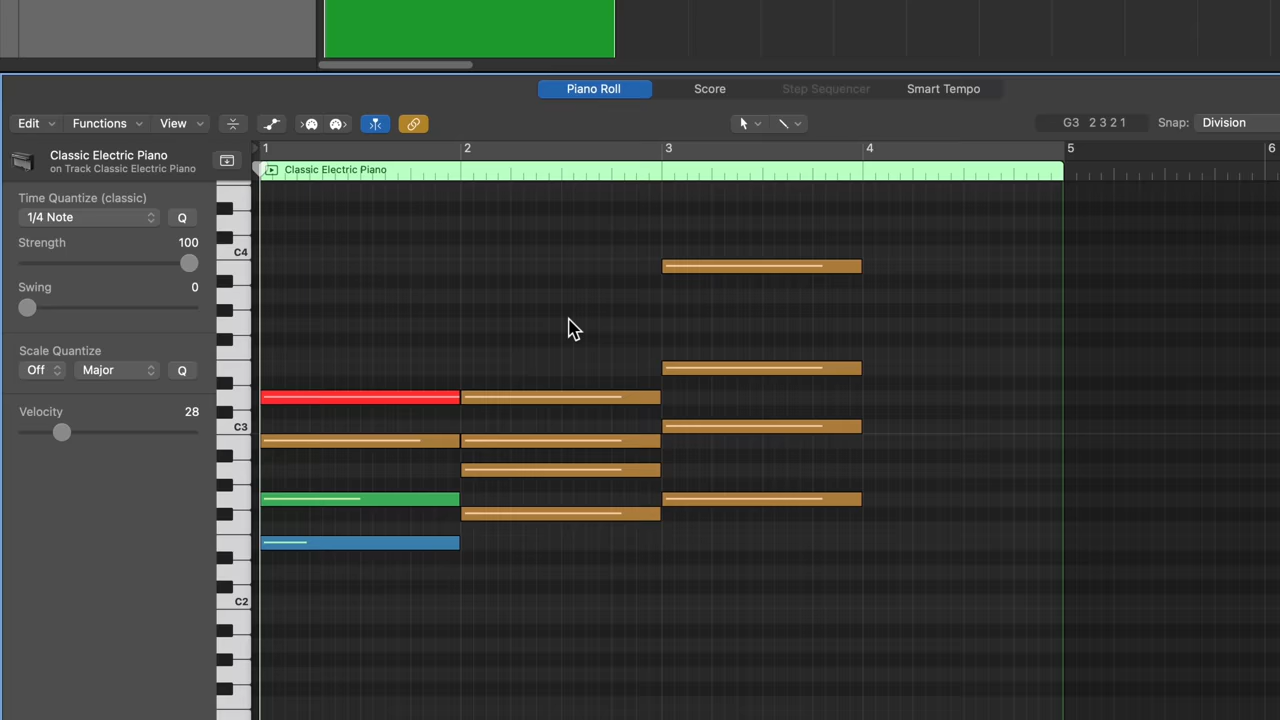 Piano Roll Score Step Sequencer Smart Tempo
Edit Functions View G3 2 3 2 1 Snap: Division
Classic Electric Piano
on Track Classic Electric Piano
1 2 3 4 5 6
Classic Electric Piano
Time Quantize (classic)
1/4 Note Q
Strength 100
Swing 0
Scale Quantize
Off Major Q
Velocity 28
C4
C3
C2